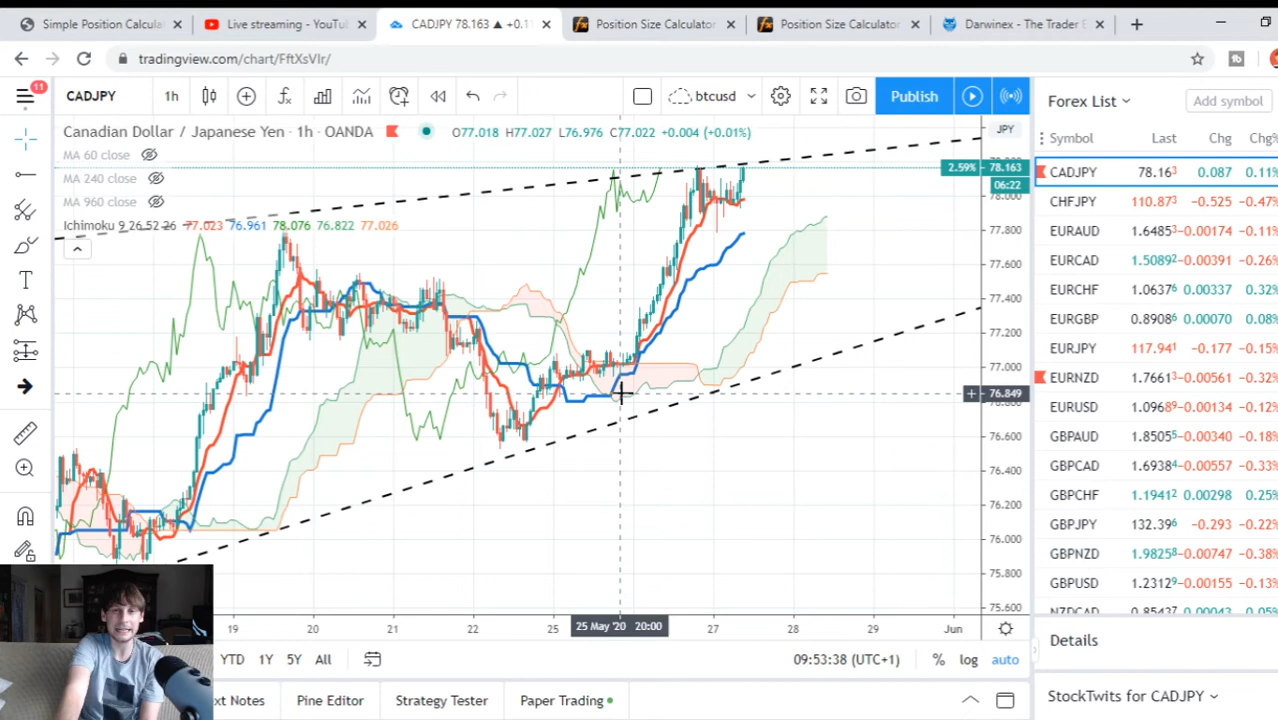 Simple Position Calcula
Live streaming - YouTu
CADJPY 78.163 ▲ +0.1
Position Size Calculator
Position Size Calculator
Darwinex - The Trader E
tradingview.com/chart/FftXsVlr/
11
CADJPY
1h
btcusd
Publish
Forex List
Add symbol
Canadian Dollar / Japanese Yen · 1h · OANDA
O77.018 H77.027 L76.976 C77.022 +0.004 (+0.01%)
JPY
Symbol Last Chg Chg%
MA 60 close
MA 240 close
MA 960 close
Ichimoku 9 26 52 26 77.023 76.961 78.076 76.822 77.026
2.59% 78.163
06:22
78.000
77.800
77.600
77.400
77.200
77.000
76.849
76.600
76.400
76.200
76.000
75.800
75.600
CADJPY 78.163 0.087 0.11%
CHFJPY 110.87³ -0.525 -0.47%
EURAUD 1.6485³ -0.00174 -0.11%
EURCAD 1.5089² -0.00391 -0.26%
EURCHF 1.0637⁶ 0.00337 0.32%
EURGBP 0.8908⁶ 0.00070 0.08%
EURJPY 117.94¹ -0.177 -0.15%
EURNZD 1.7661³ -0.00561 -0.32%
EURUSD 1.0968⁹ -0.00134 -0.12%
GBPAUD 1.8505⁵ -0.00340 -0.18%
GBPCAD 1.6938⁴ -0.00557 -0.33%
GBPCHF 1.1941² 0.00298 0.25%
GBPJPY 132.39⁶ -0.293 -0.22%
GBPNZD 1.9825⁸ -0.00747 -0.38%
GBPUSD 1.2312⁹ -0.00155 -0.13%
NZDCAD 0.85437 0.00043 0.05%
19 20 21 22 25 25 May '20 20:00 27 28 29 Jun
YTD 1Y 5Y All
09:53:38 (UTC+1) % log auto
Details
xt Notes Pine Editor Strategy Tester Paper Trading
StockTwits for CADJPY